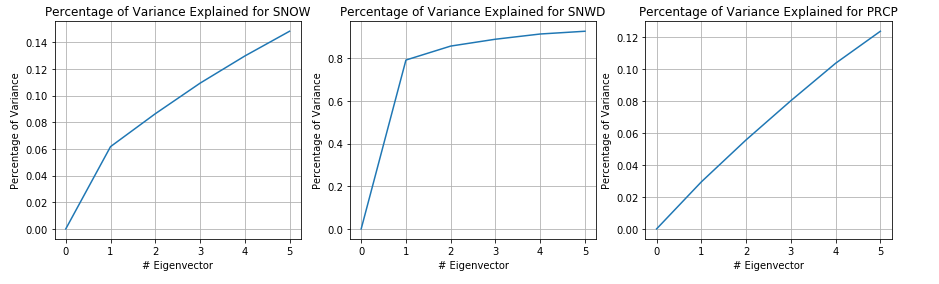 Percentage of Variance Explained for SNOW
Percentage of Variance
0.14
0.12
0.10
0.08
0.06
0.04
0.02
0.00
0 1 2 3 4 5
# Eigenvector
Percentage of Variance Explained for SNWD
Percentage of Variance
0.8
0.6
0.4
0.2
0.0
0 1 2 3 4 5
# Eigenvector
Percentage of Variance Explained for PRCP
Percentage of Variance
0.12
0.10
0.08
0.06
0.04
0.02
0.00
0 1 2 3 4 5
# Eigenvector